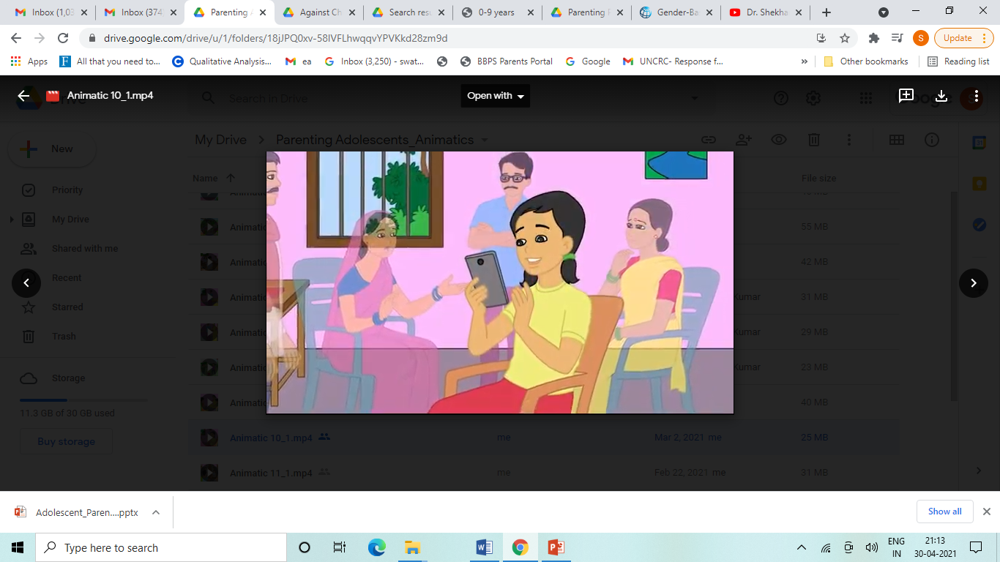 Inbox (1,03
Inbox (374
Parenting A
Against Ch
Search resu
0-9 years
Parenting P
Gender-Ba
Dr. Shekha
drive.google.com/drive/u/1/folders/18jJPQ0xv-58IVFLhwqqvYPVKkd28zm9d
S
Update
Apps
All that you need to...
Qualitative Analysis...
ea
Inbox (3,250) - swat...
BBPS Parents Portal
Google
UNCRC- Response f...
»
Other bookmarks
Reading list
Animatic 10_1.mp4
Search in Drive
Open with
My Drive > Parenting Adolescents_Animatics
New
Name
File size
Priority
My Drive
Animatic
55 MB
Shared with me
Animatic
42 MB
Recent
Animatic
Kumar
31 MB
Starred
Animatic
Kumar
29 MB
Trash
Animatic
Kumar
23 MB
Storage
Animatic
40 MB
11.3 GB of 30 GB used
Buy storage
Animatic 10_1.mp4
me
Mar 2, 2021 me
25 MB
Animatic 11_1.mp4
me
Feb 22, 2021 me
31 MB
Adolescent_Paren....pptx
Show all
Type here to search
ENG
IN
21:13
30-04-2021